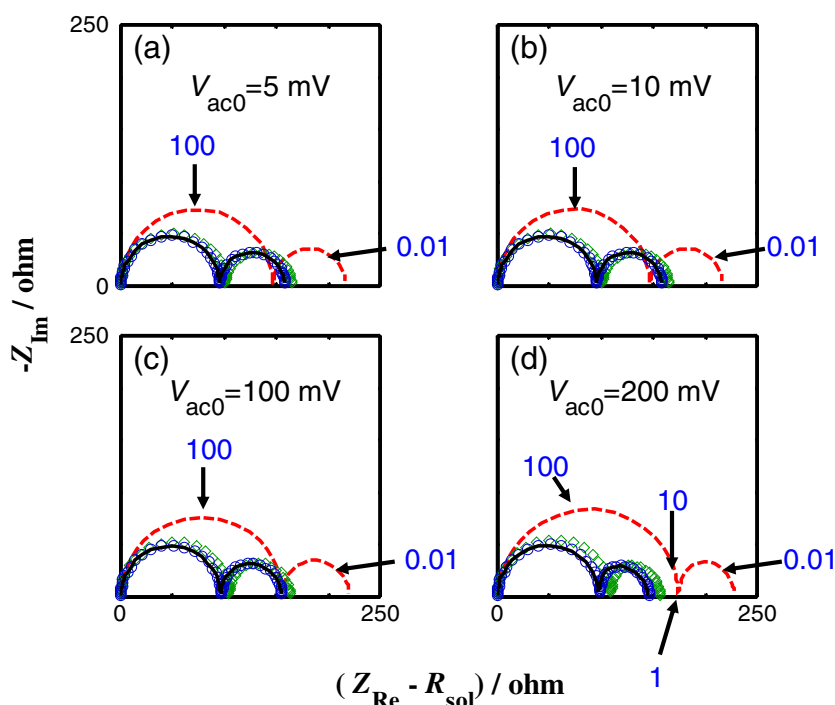 250
(a)
V_ac0=5 mV
100
0.01
0
(b)
V_ac0=10 mV
100
0.01
-Z_Im / ohm
250
(c)
V_ac0=100 mV
100
0.01
0
0
250
(d)
V_ac0=200 mV
100
10
0.01
1
0
250
(Z_Re - R_sol) / ohm